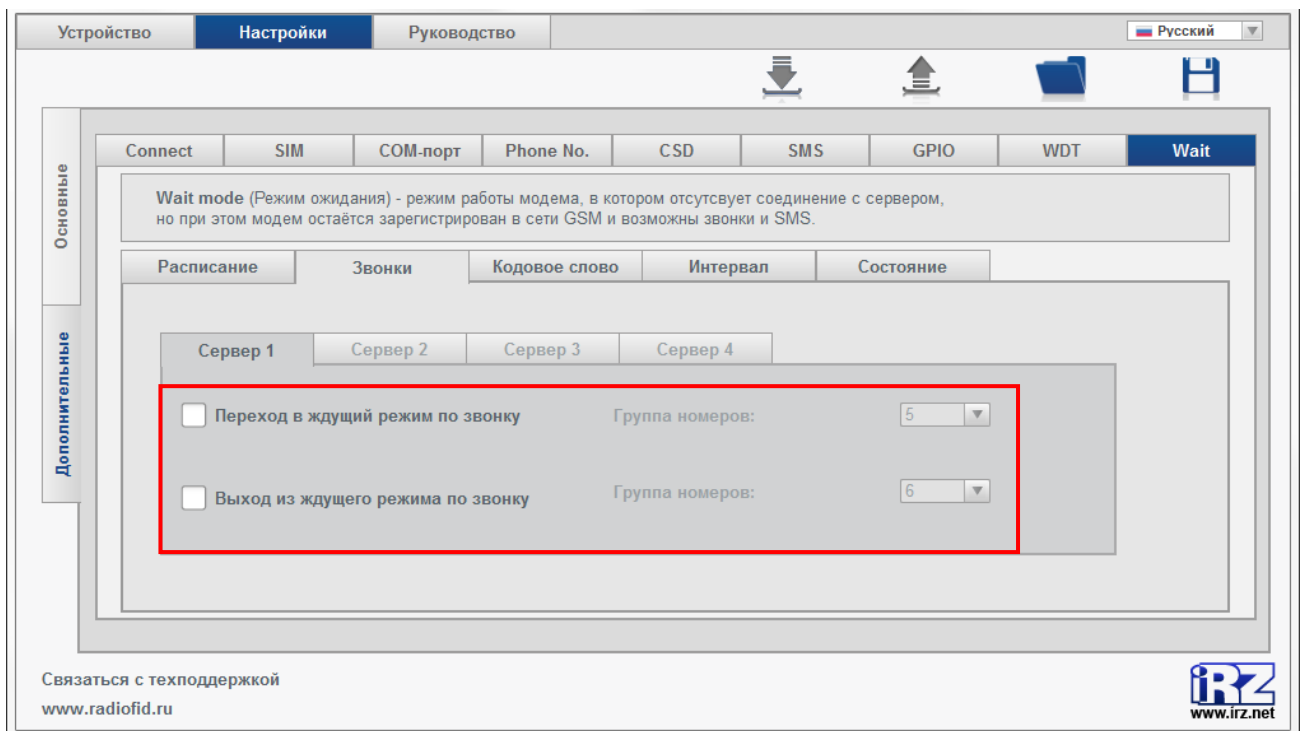 Устройство
Настройки
Руководство
Русский
Основные
Дополнительные
Connect
SIM
COM-порт
Phone No.
CSD
SMS
GPIO
WDT
Wait
Wait mode (Режим ожидания) - режим работы модема, в котором отсутсвует соединение с сервером,
но при этом модем остаётся зарегистрирован в сети GSM и возможны звонки и SMS.
Расписание
Звонки
Кодовое слово
Интервал
Состояние
Сервер 1
Сервер 2
Сервер 3
Сервер 4
Переход в ждущий режим по звонку
Группа номеров:
5
Выход из ждущего режима по звонку
Группа номеров:
6
Связаться с техподдержкой
www.radiofid.ru
iRZ
www.irz.net